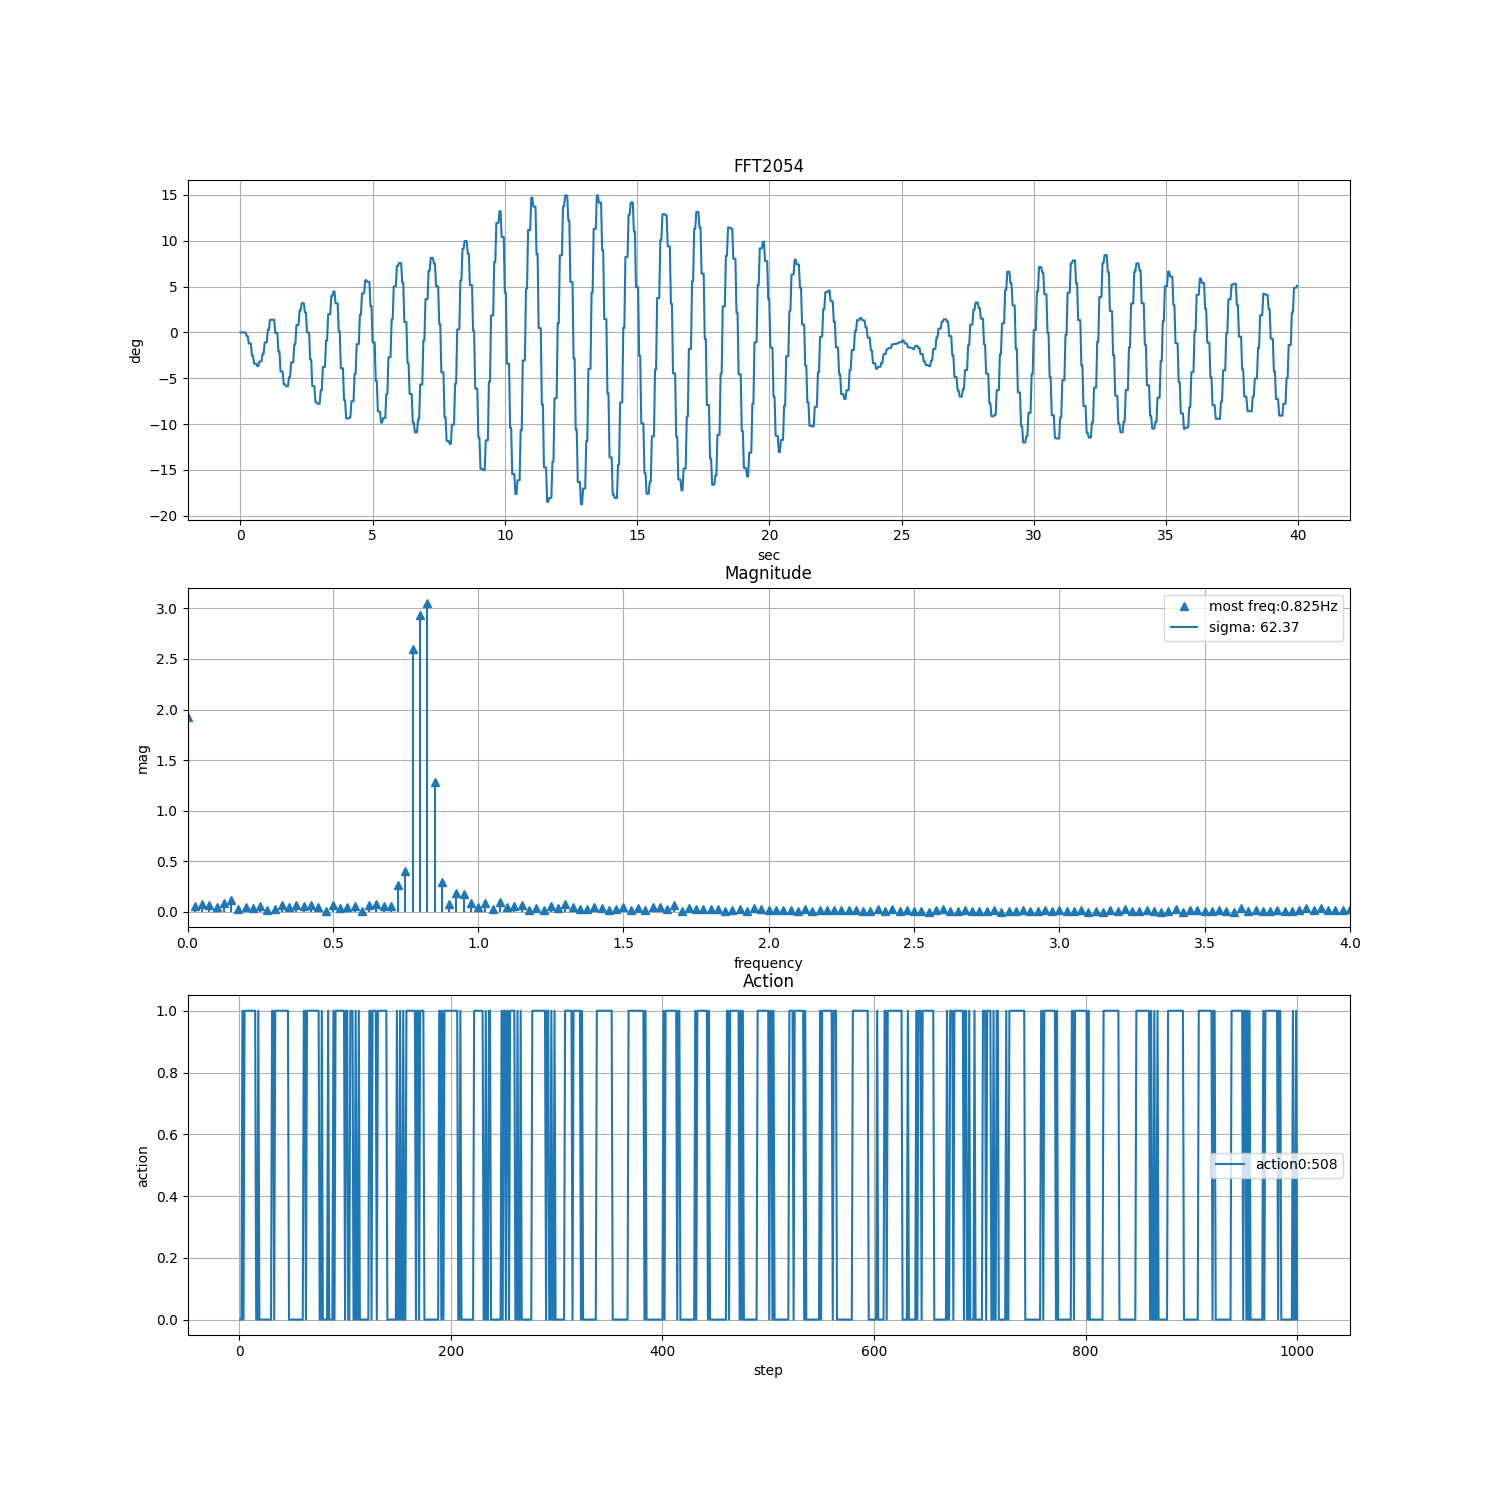 FFT2054
15
10
5
0
−5
−10
−15
−20
deg
0 5 10 15 20 25 30 35 40
sec
Magnitude
3.0
2.5
2.0
1.5
1.0
0.5
0.0
mag
most freq:0.825Hz
sigma: 62.37
0.0 0.5 1.0 1.5 2.0 2.5 3.0 3.5 4.0
frequency
Action
1.0
0.8
0.6
0.4
0.2
0.0
action
action0:508
0 200 400 600 800 1000
step